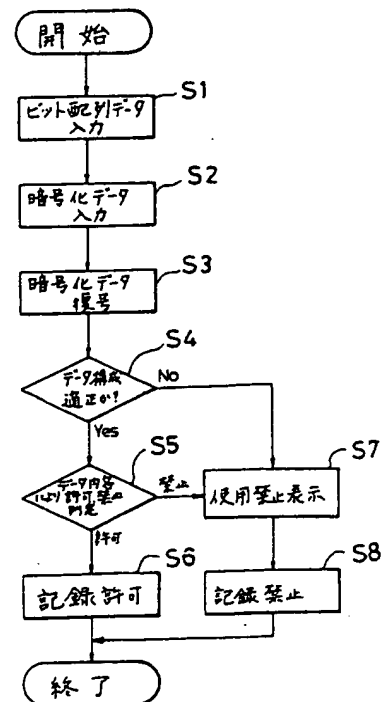 開始
S1
ビット配列データ
入力
S2
暗号化データ
入力
S3
暗号化データ
復号
S4
データ構成
適正か?
No
Yes
S5
データ内容
により許可,禁止
判定
禁止
許可
S7
使用禁止表示
S6
記録許可
S8
記録禁止
終了